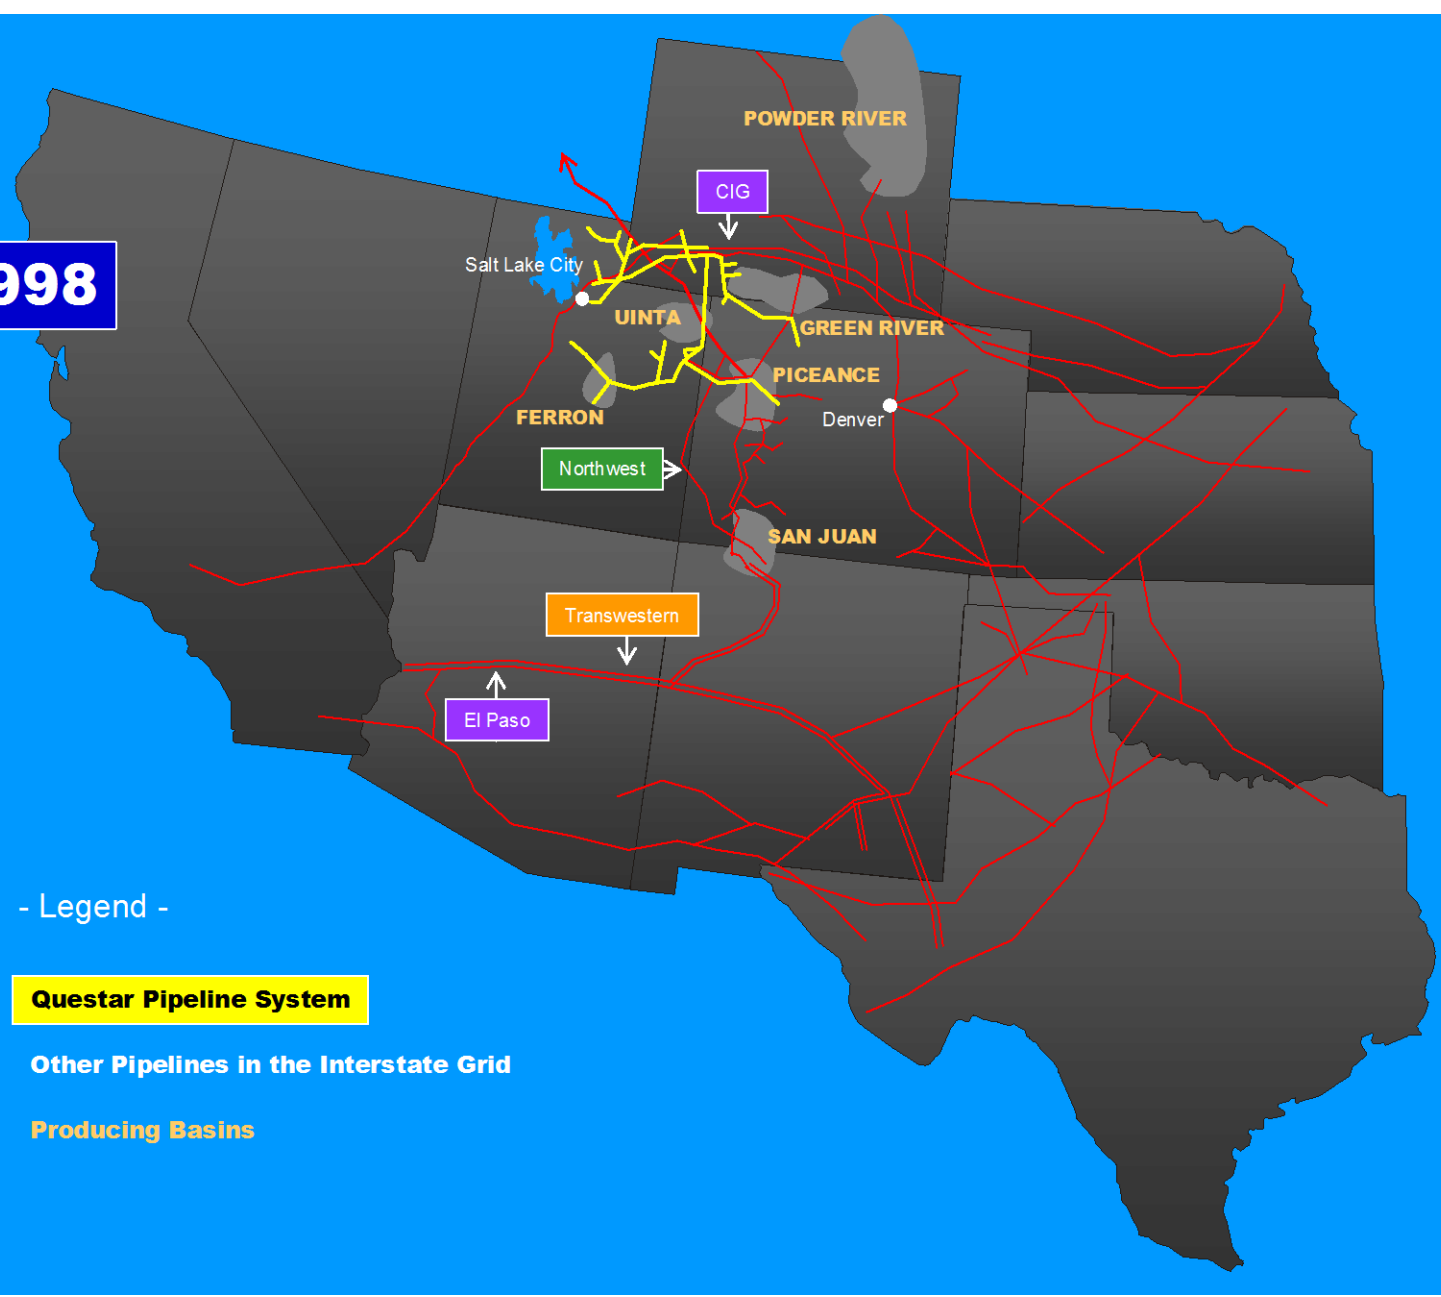 POWDER RIVER
CIG
Salt Lake City
998
UINTA
GREEN RIVER
PICEANCE
FERRON
Denver
Northwest
SAN JUAN
Transwestern
El Paso
- Legend -
Questar Pipeline System
Other Pipelines in the Interstate Grid
Producing Basins